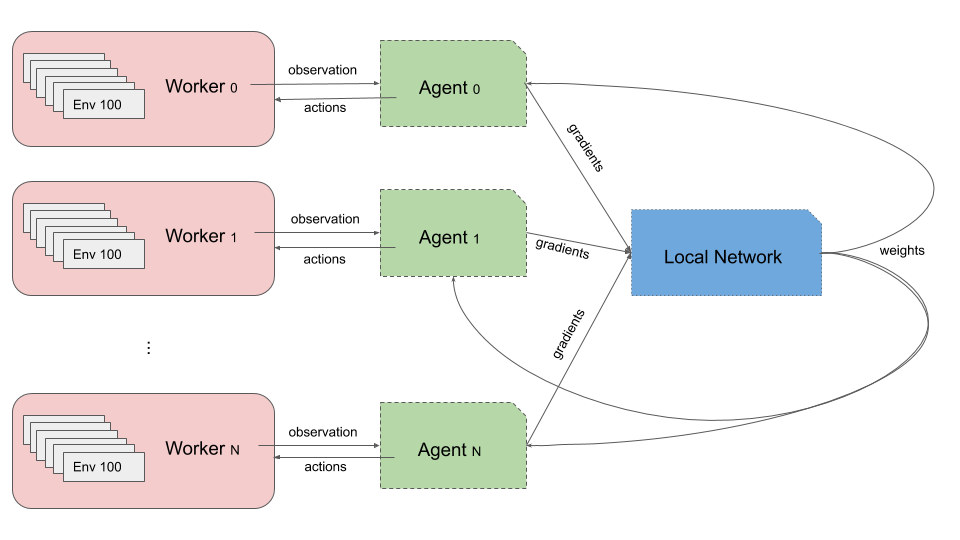 Env 100
Worker 0
observation
actions
Agent 0
gradients
Env 100
Worker 1
observation
actions
Agent 1
gradients
Local Network
weights
...
gradients
Env 100
Worker N
observation
actions
Agent N